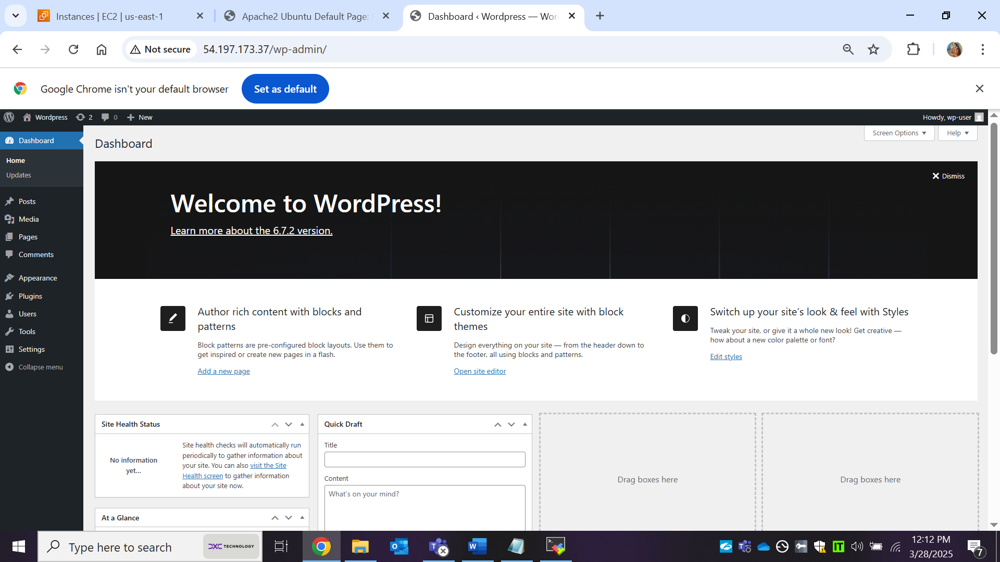 Instances | EC2 | us-east-1
Apache2 Ubuntu Default Page:
Dashboard ‹ Wordpress — Wor
Not secure
54.197.173.37/wp-admin/
Google Chrome isn't your default browser
Set as default
Wordpress
2
0
New
Howdy, wp-user
Dashboard
Home
Updates
Posts
Media
Pages
Comments
Appearance
Plugins
Users
Tools
Settings
Collapse menu
Dashboard
Screen Options
Help
Dismiss
Welcome to WordPress!
Learn more about the 6.7.2 version.
Author rich content with blocks and
patterns
Block patterns are pre-configured block layouts. Use them to
get inspired or create new pages in a flash.
Add a new page
Customize your entire site with block
themes
Design everything on your site — from the header down to
the footer, all using blocks and patterns.
Open site editor
Switch up your site’s look & feel with Styles
Tweak your site, or give it a whole new look! Get creative —
how about a new color palette or font?
Edit styles
Site Health Status
No information
yet...
Site health checks will automatically run
periodically to gather information about
your site. You can also visit the Site
Health screen to gather information
about your site now.
At a Glance
Quick Draft
Title
Content
What’s on your mind?
Drag boxes here
Drag boxes here
Type here to search
DXC TECHNOLOGY
12:12 PM
3/28/2025
7